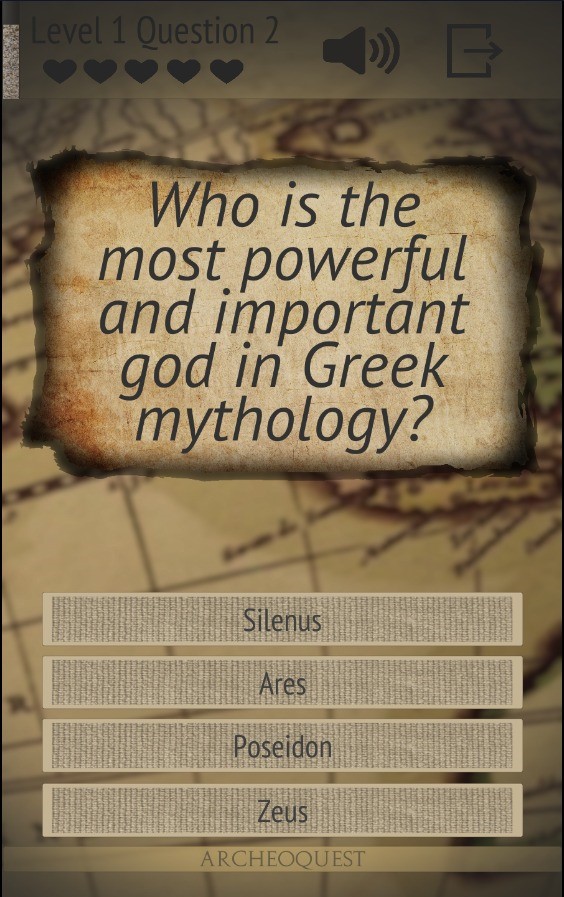 Level 1 Question 2
Who is the
most powerful
and important
god in Greek
mythology?
Silenus
Ares
Poseidon
Zeus
ARCHEOQUEST